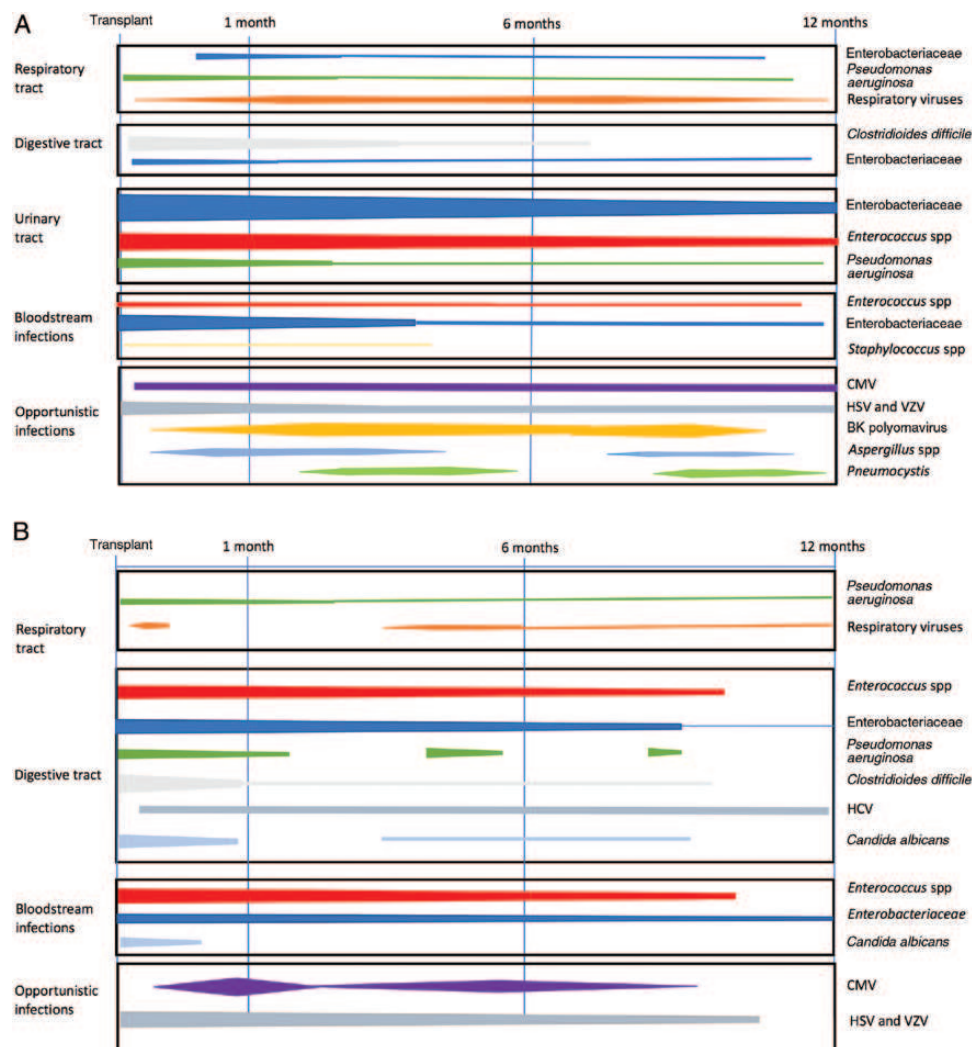 A
Transplant 1 month 6 months 12 months
Respiratory
tract
Enterobacteriaceae
Pseudomonas
aeruginosa
Respiratory viruses
Digestive tract
Clostridioides difficile
Enterobacteriaceae
Urinary
tract
Enterobacteriaceae
Enterococcus spp
Pseudomonas
aeruginosa
Bloodstream
infections
Enterococcus spp
Enterobacteriaceae
Staphylococcus spp
Opportunistic
infections
CMV
HSV and VZV
BK polyomavirus
Aspergillus spp
Pneumocystis
B
Transplant 1 month 6 months 12 months
Respiratory
tract
Pseudomonas
aeruginosa
Respiratory viruses
Digestive tract
Enterococcus spp
Enterobacteriaceae
Pseudomonas
aeruginosa
Clostridioides difficile
HCV
Candida albicans
Bloodstream
infections
Enterococcus spp
Enterobacteriaceae
Candida albicans
Opportunistic
infections
CMV
HSV and VZV